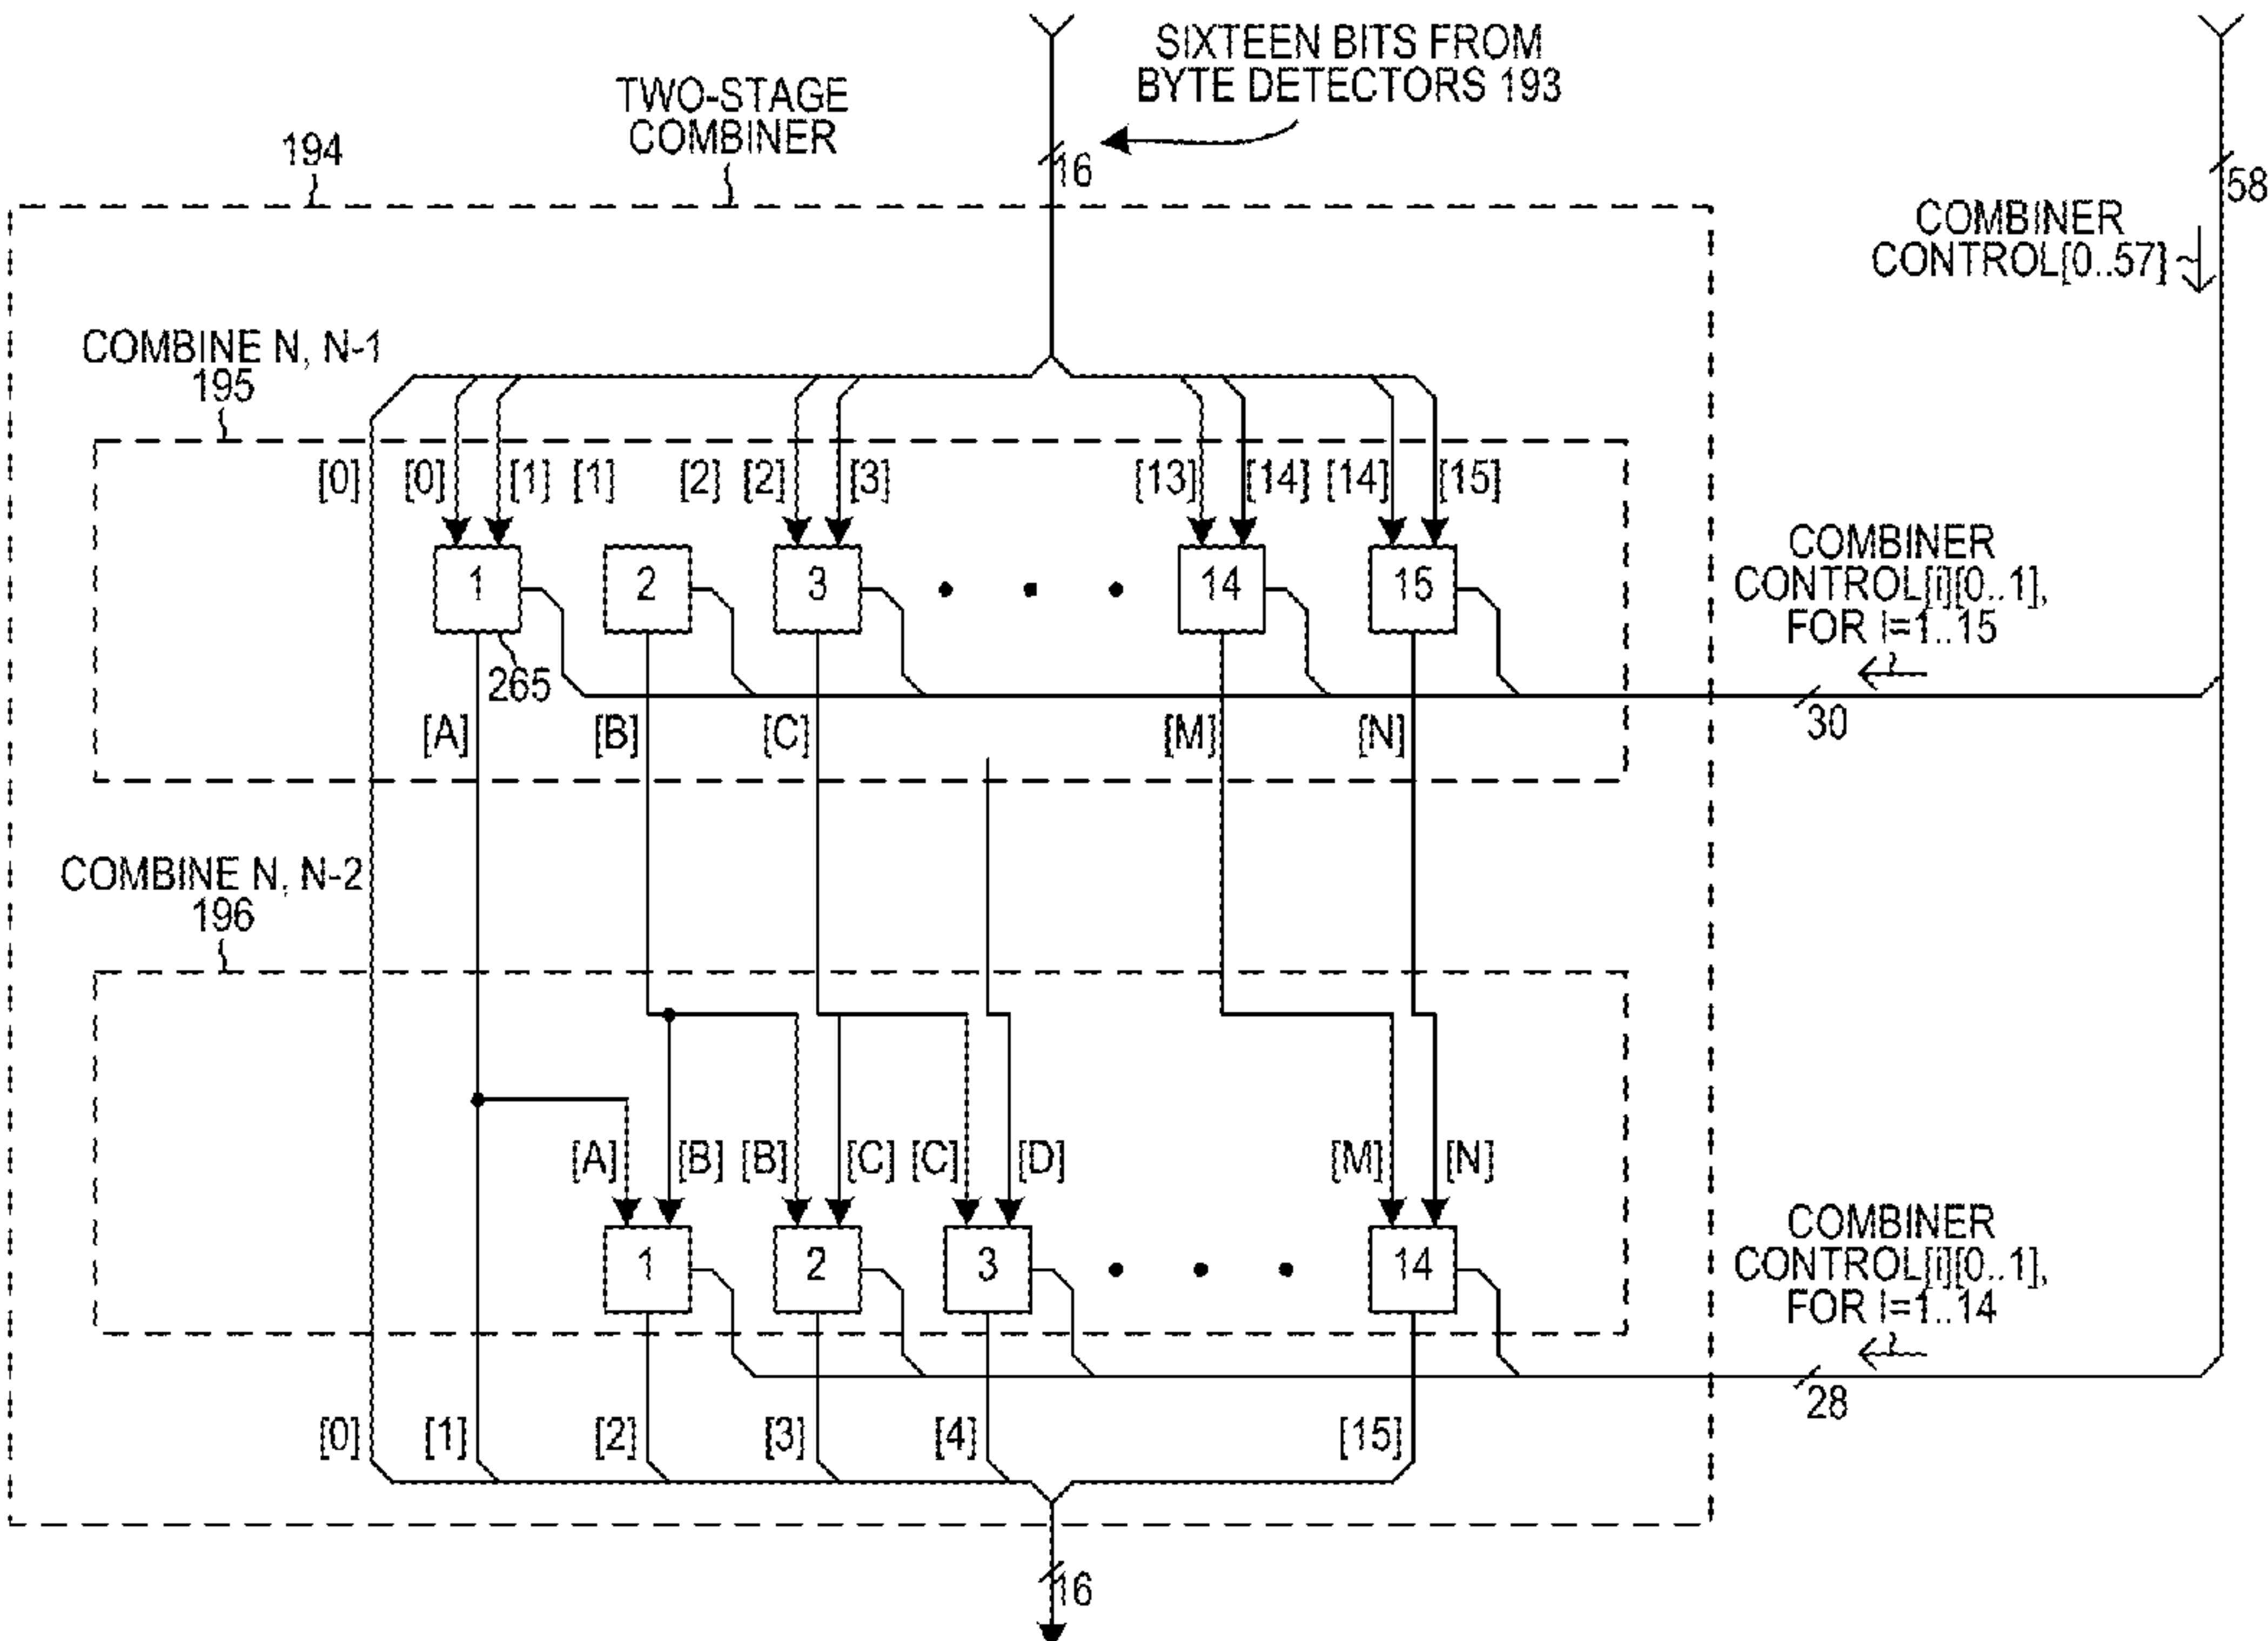 SIXTEEN BITS FROM
BYTE DETECTORS 193
TWO-STAGE
COMBINER
194
16
58
COMBINER
CONTROL[0..57]
COMBINE N, N-1
195
[0] [0] [1] [1] [2] [2] [3] [13] [14] [14] [15]
1 2 3 14 15
265
COMBINER
CONTROL[i][0..1],
FOR I=1..15
30
[A] [B] [C] [M] [N]
COMBINE N, N-2
196
[A] [B] [B] [C] [C] [D] [M] [N]
1 2 3 14
COMBINER
CONTROL[i][0..1],
FOR I=1..14
28
[0] [1] [2] [3] [4] [15]
16